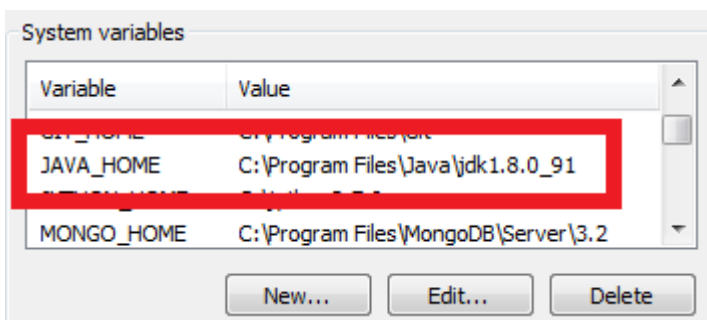 System variables
Variable Value
JAVA_HOME C:\Program Files\Java\jdk1.8.0_91
MONGO_HOME C:\Program Files\MongoDB\Server\3.2
New... Edit... Delete